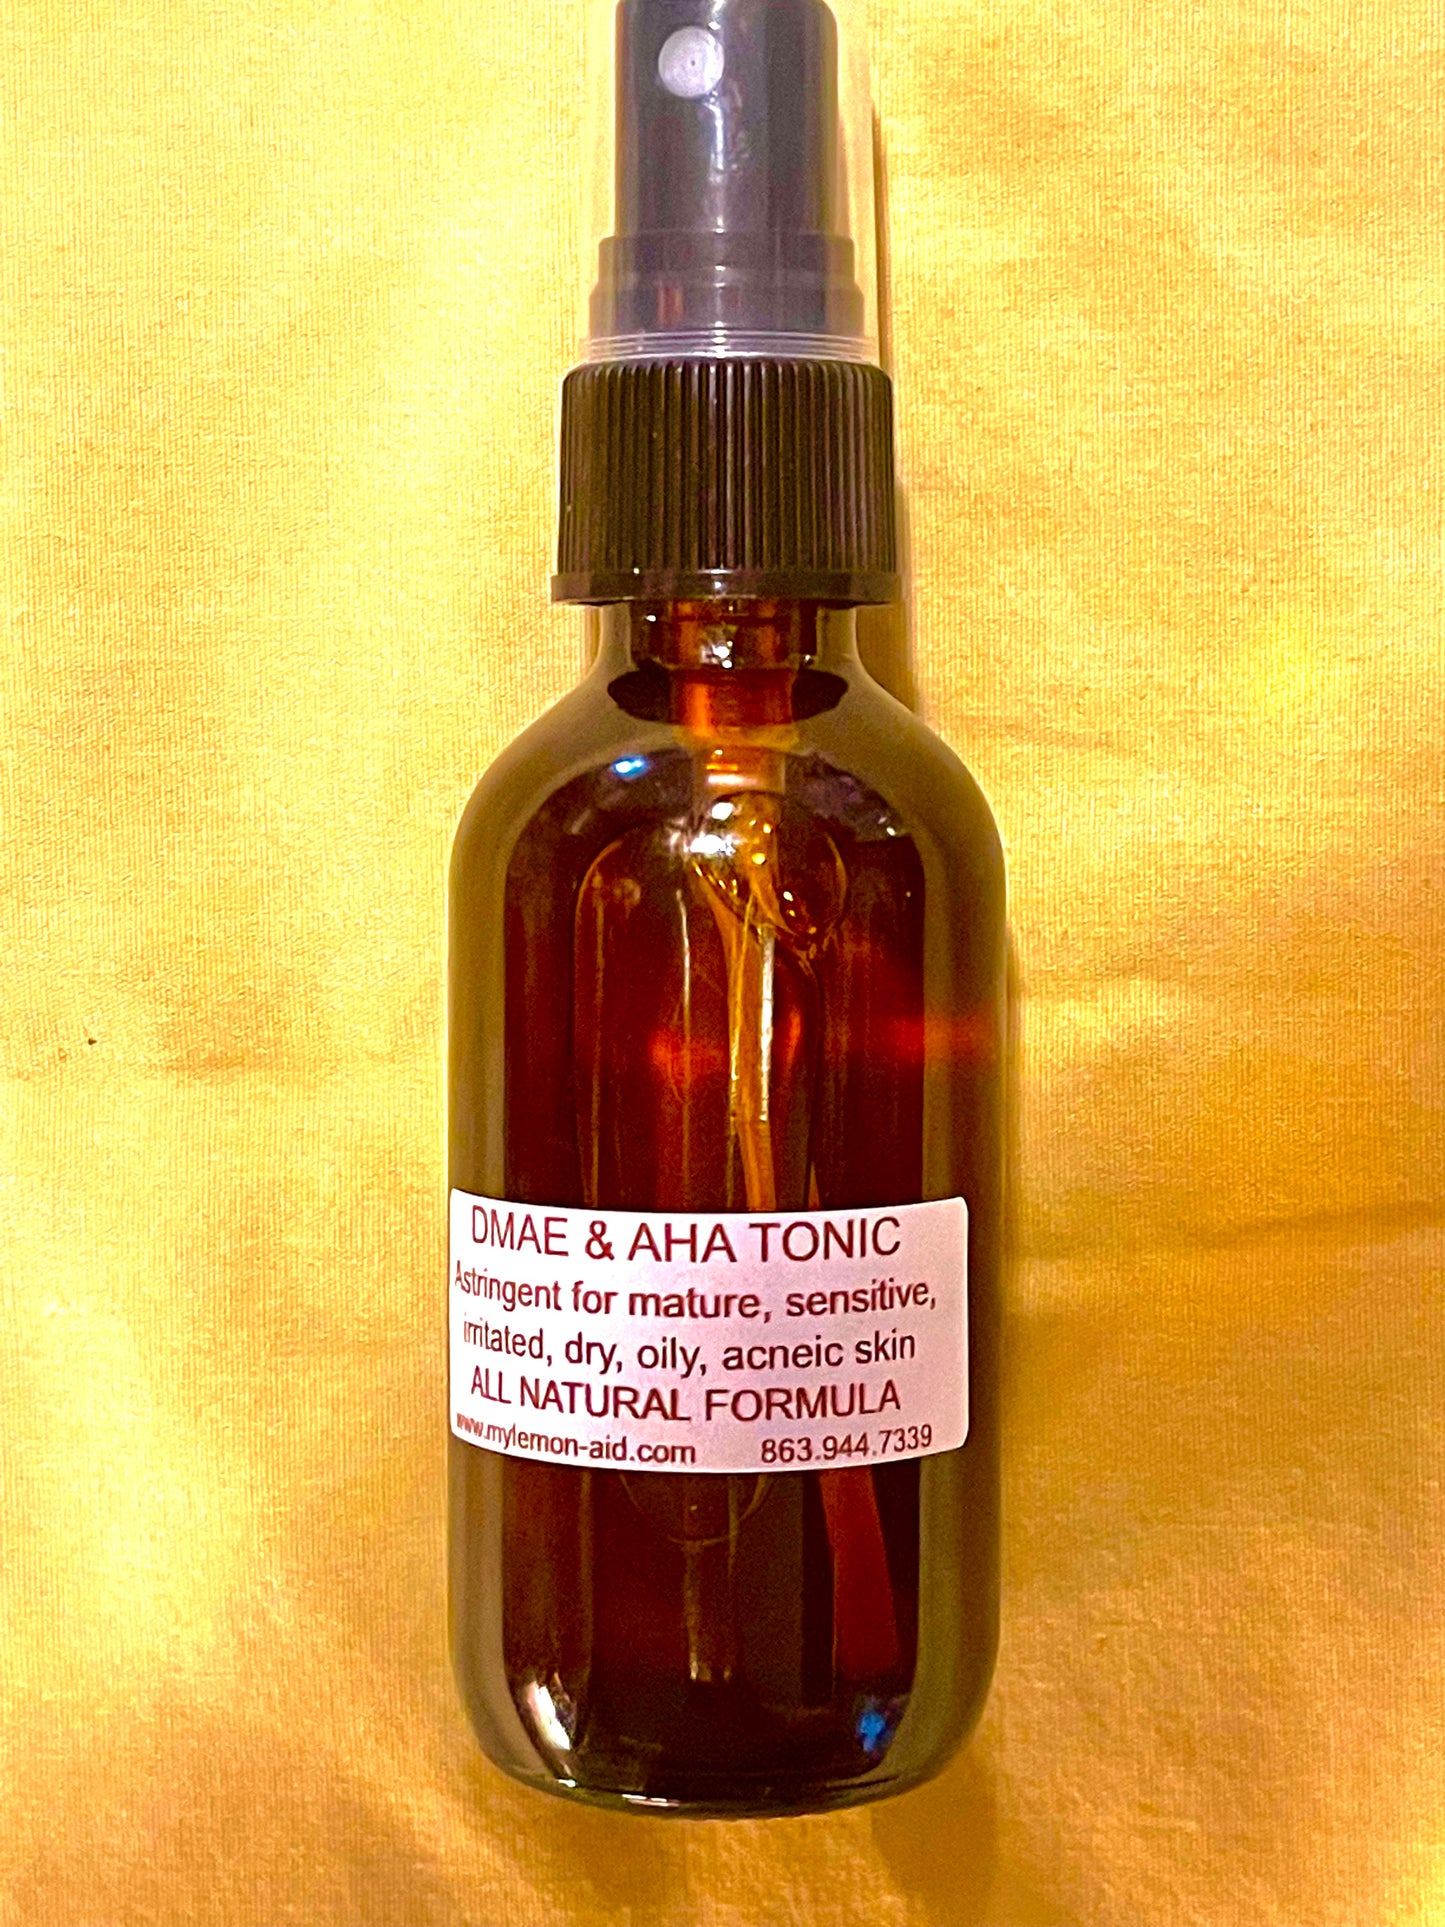 DMAE & AHA TONIC
Astringent for mature, sensitive,
irritated, dry, oily, acneic skin
ALL NATURAL FORMULA
www.mylemon-aid.com 863.944.7339